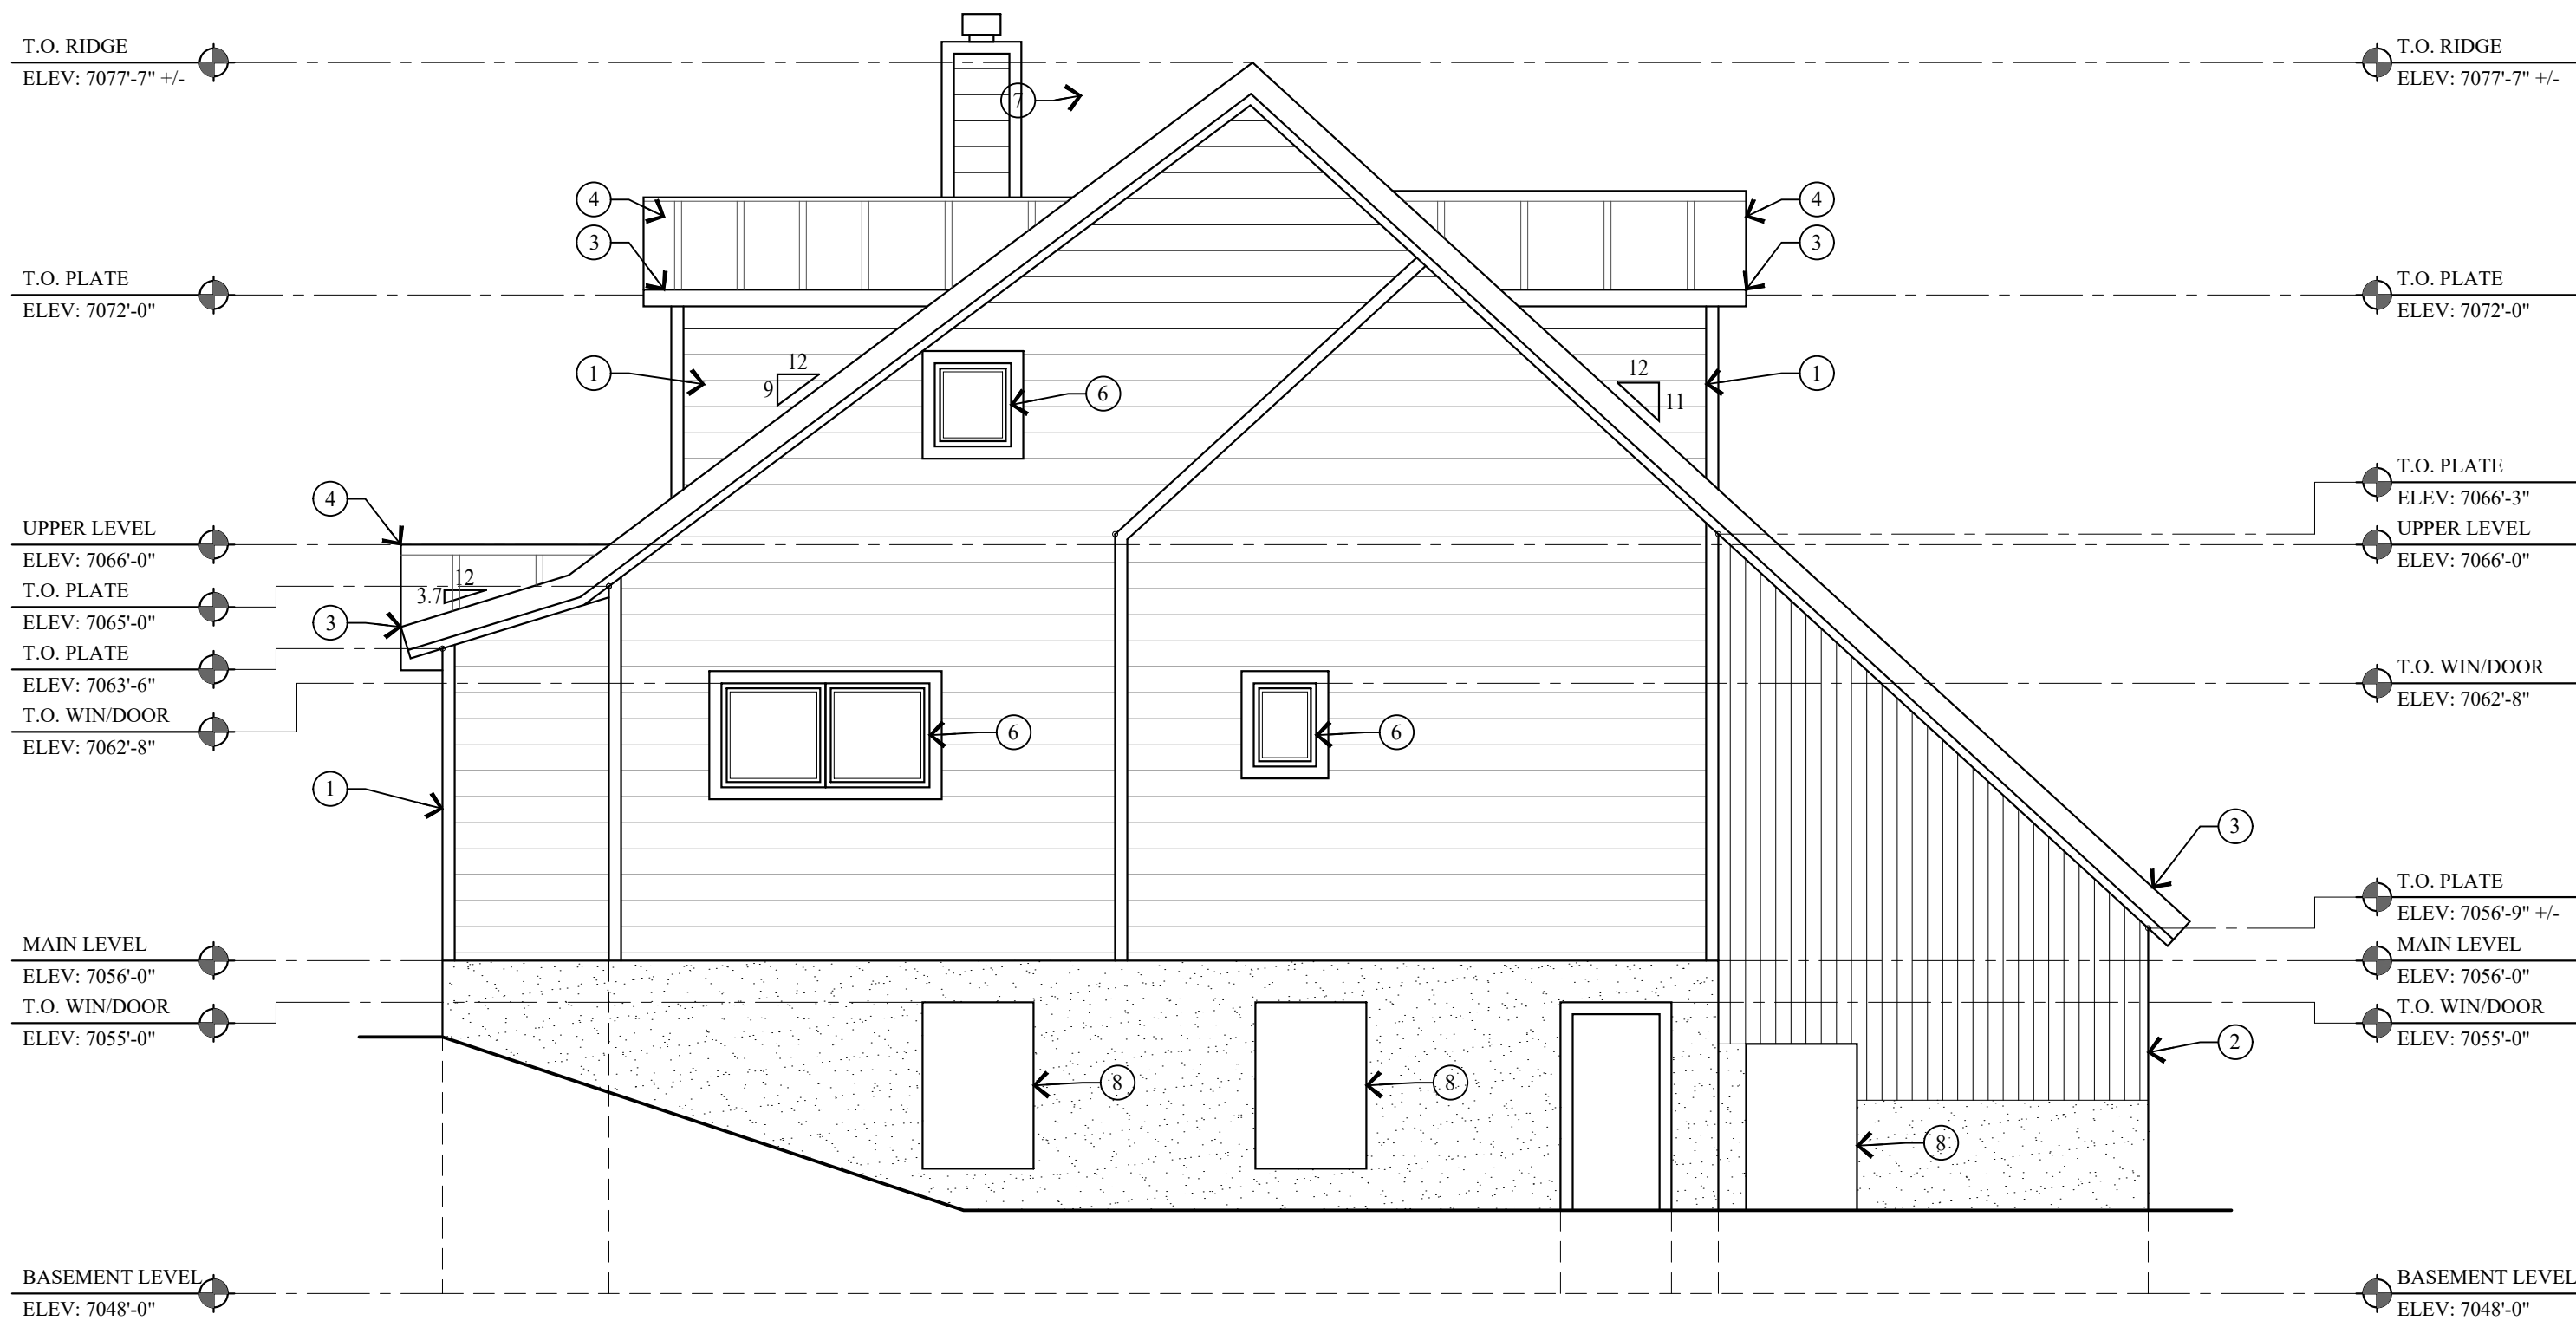 T.O. RIDGE
ELEV: 7077'-7" +/-
T.O. RIDGE
ELEV: 7077'-7" +/-
7
4
4
3
3
T.O. PLATE
ELEV: 7072'-0"
T.O. PLATE
ELEV: 7072'-0"
1
12
9
6
12
11
1
T.O. PLATE
ELEV: 7066'-3"
4
UPPER LEVEL
ELEV: 7066'-0"
UPPER LEVEL
ELEV: 7066'-0"
12
3.7
T.O. PLATE
ELEV: 7065'-0"
3
T.O. PLATE
ELEV: 7063'-6"
T.O. WIN/DOOR
ELEV: 7062'-8"
T.O. WIN/DOOR
ELEV: 7062'-8"
6
6
1
3
T.O. PLATE
ELEV: 7056'-9" +/-
MAIN LEVEL
ELEV: 7056'-0"
MAIN LEVEL
ELEV: 7056'-0"
T.O. WIN/DOOR
ELEV: 7055'-0"
T.O. WIN/DOOR
ELEV: 7055'-0"
2
8
8
8
BASEMENT LEVEL
ELEV: 7048'-0"
BASEMENT LEVEL
ELEV: 7048'-0"